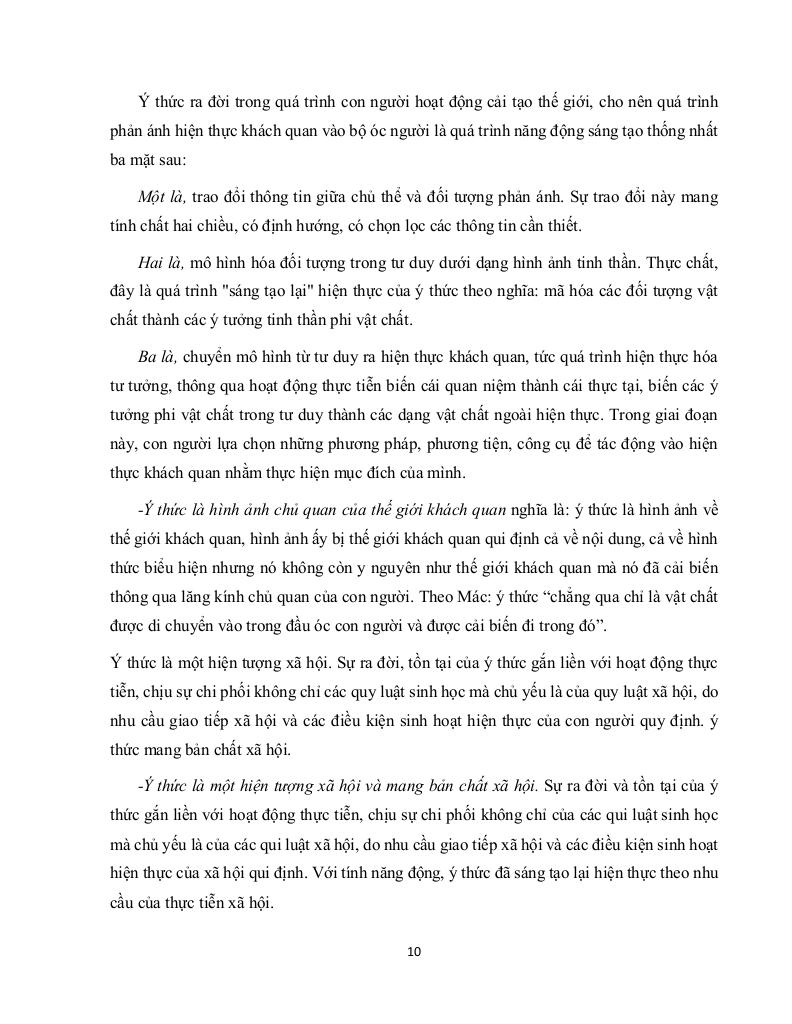 Ý thức ra đời trong quá trình con người hoạt động cải tạo thế giới, cho nên quá trình
phản ánh hiện thực khách quan vào bộ óc người là quá trình năng động sáng tạo thống nhất
ba mặt sau:
Một là, trao đổi thông tin giữa chủ thể và đối tượng phản ánh. Sự trao đổi này mang
tính chất hai chiều, có định hướng, có chọn lọc các thông tin cần thiết.
Hai là, mô hình hóa đối tượng trong tư duy dưới dạng hình ảnh tinh thần. Thực chất,
đây là quá trình "sáng tạo lại" hiện thực của ý thức theo nghĩa: mã hóa các đối tượng vật
chất thành các ý tưởng tinh thần phi vật chất.
Ba là, chuyển mô hình từ tư duy ra hiện thực khách quan, tức quá trình hiện thực hóa
tư tưởng, thông qua hoạt động thực tiễn biến cái quan niệm thành cái thực tại, biến các ý
tưởng phi vật chất trong tư duy thành các dạng vật chất ngoài hiện thực. Trong giai đoạn
này, con người lựa chọn những phương pháp, phương tiện, công cụ để tác động vào hiện
thực khách quan nhằm thực hiện mục đích của mình.
-Ý thức là hình ảnh chủ quan của thế giới khách quan nghĩa là: ý thức là hình ảnh về
thế giới khách quan, hình ảnh ấy bị thế giới khách quan qui định cả về nội dung, cả về hình
thức biểu hiện nhưng nó không còn y nguyên như thế giới khách quan mà nó đã cải biến
thông qua lăng kính chủ quan của con người. Theo Mác: ý thức “chẳng qua chỉ là vật chất
được di chuyển vào trong đầu óc con người và được cải biến đi trong đó”.
Ý thức là một hiện tượng xã hội. Sự ra đời, tồn tại của ý thức gắn liền với hoạt động thực
tiễn, chịu sự chi phối không chỉ các quy luật sinh học mà chủ yếu là của quy luật xã hội, do
nhu cầu giao tiếp xã hội và các điều kiện sinh hoạt hiện thực của con người quy định. ý
thức mang bản chất xã hội.
-Ý thức là một hiện tượng xã hội và mang bản chất xã hội. Sự ra đời và tồn tại của ý
thức gắn liền với hoạt động thực tiễn, chịu sự chi phối không chỉ của các qui luật sinh học
mà chủ yếu là của các qui luật xã hội, do nhu cầu giao tiếp xã hội và các điều kiện sinh hoạt
hiện thực của xã hội qui định. Với tính năng động, ý thức đã sáng tạo lại hiện thực theo nhu
cầu của thực tiễn xã hội.
10